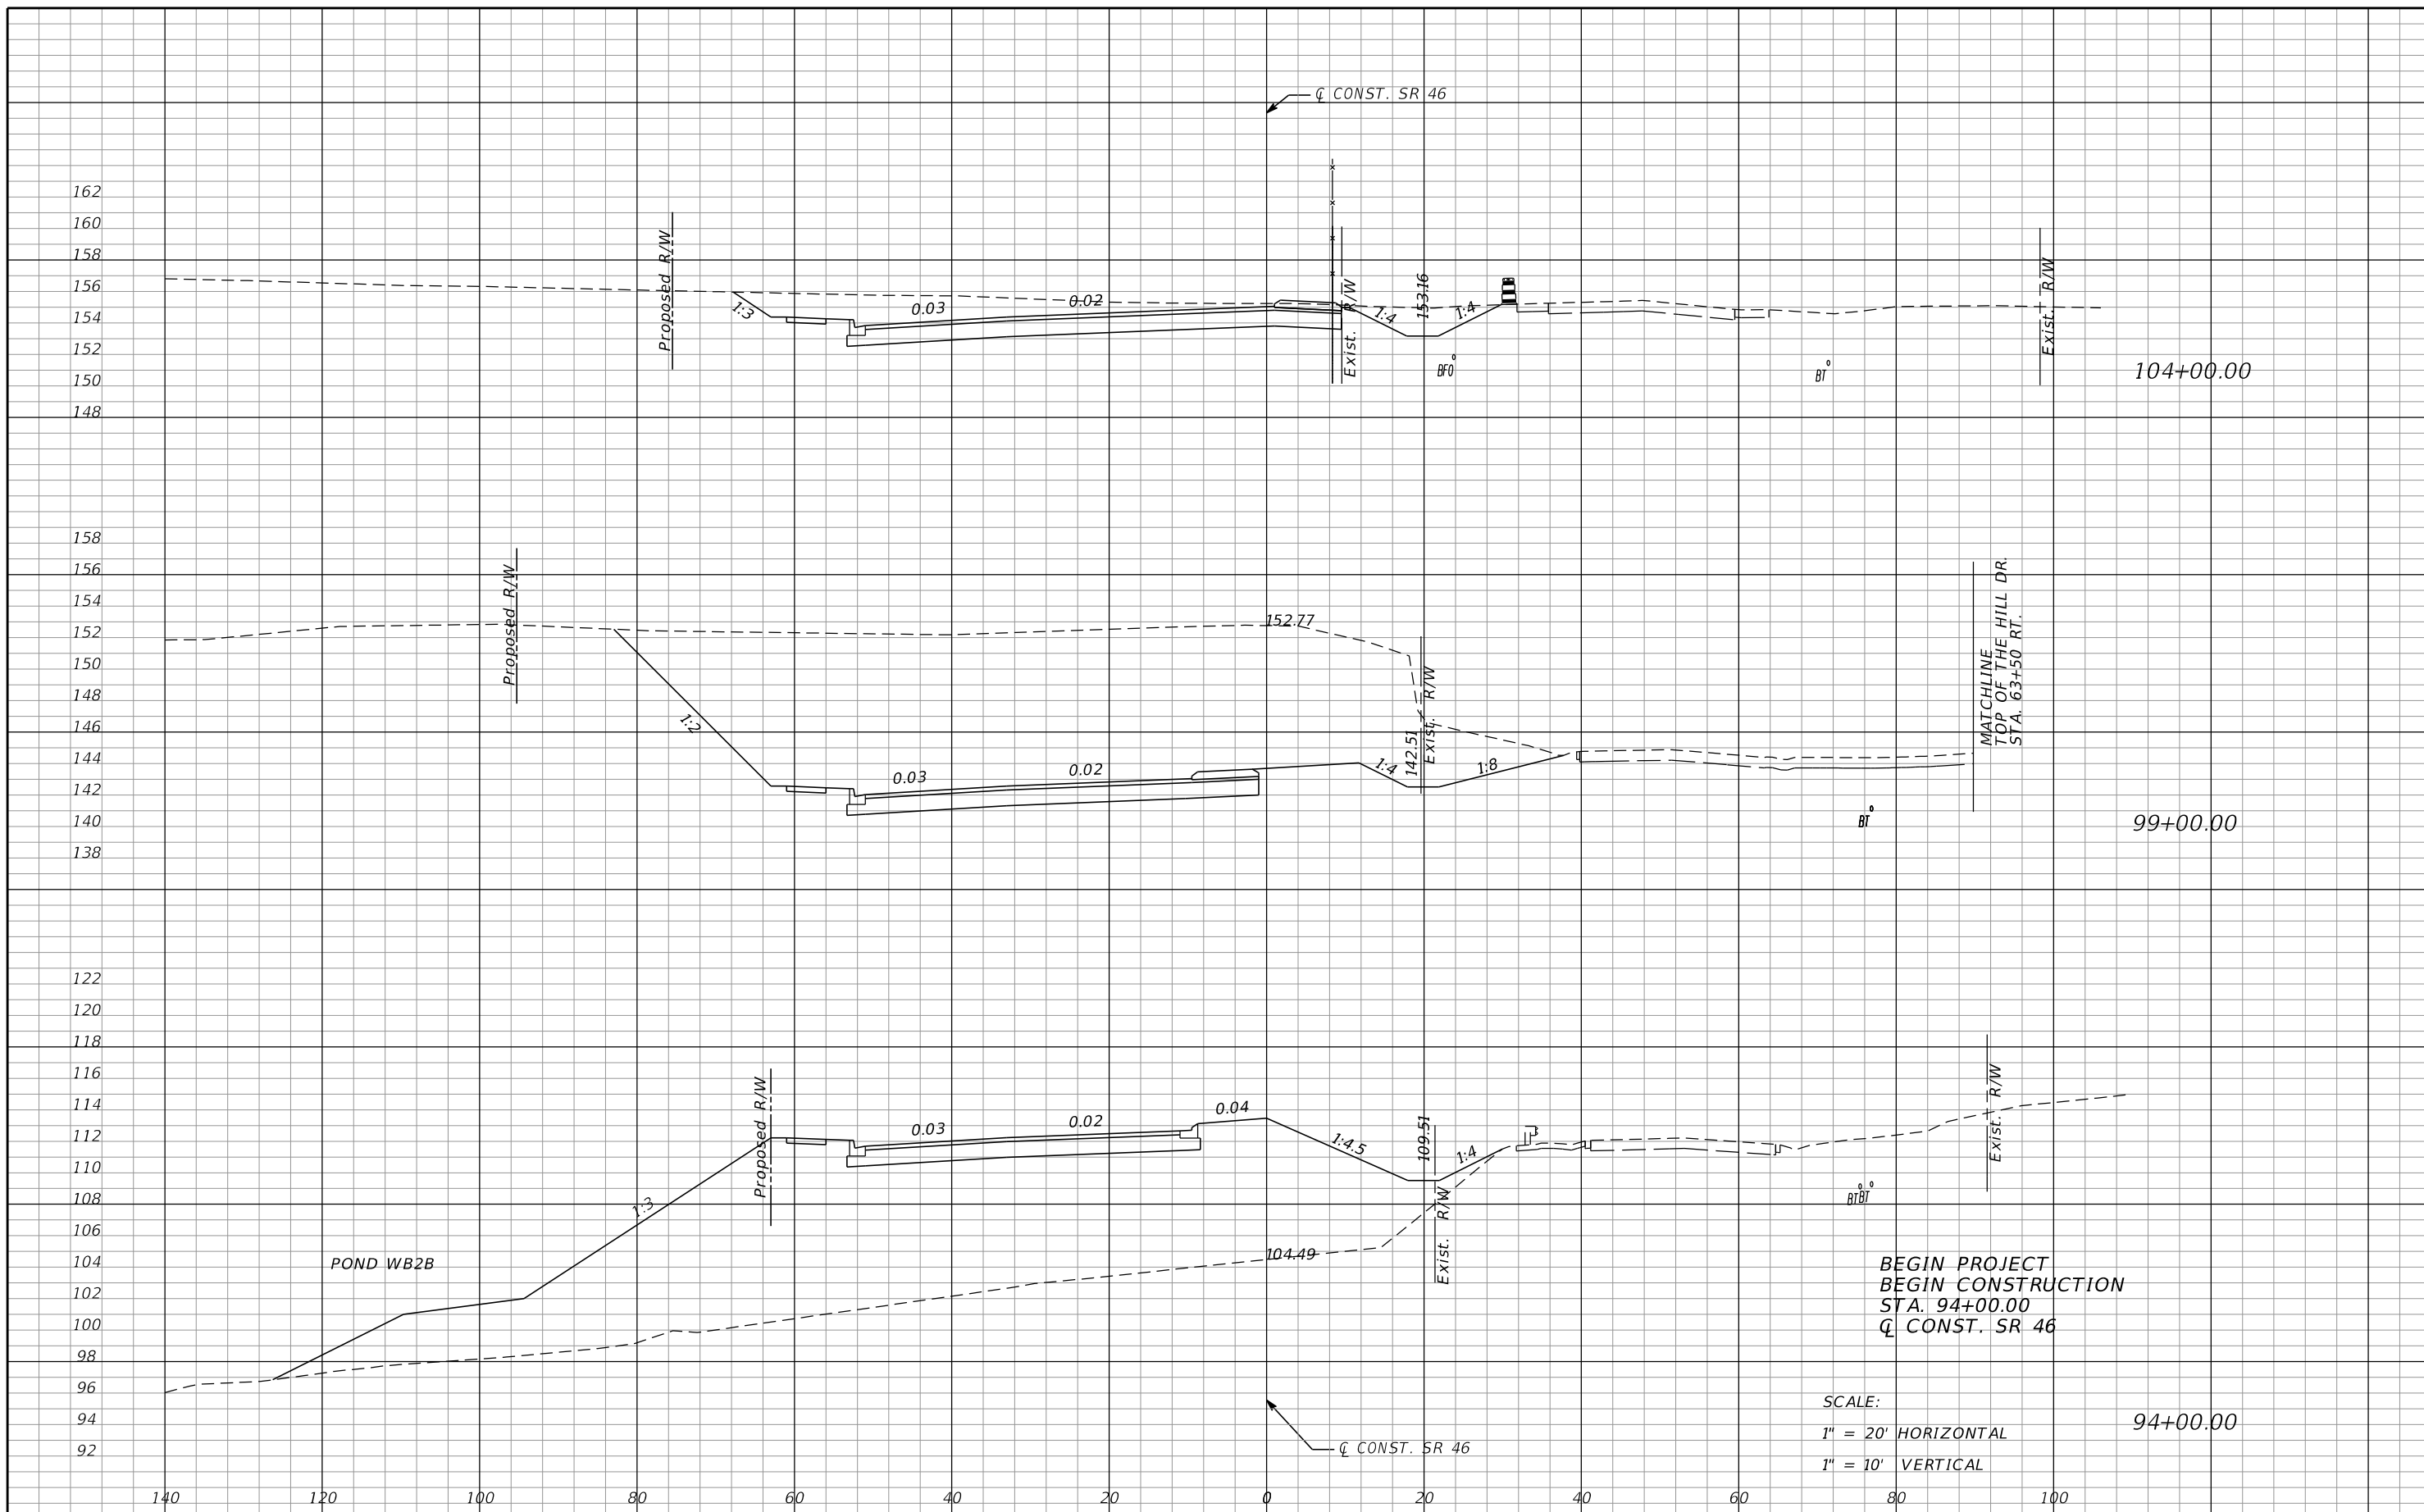 ℄ CONST. SR 46
162
160
158
156
154
152
150
148
Proposed R/W
1:3
0.03
0.02
Exist. R/W
1:4
153.16
1:4
BFO
BT
Exist. R/W
104+00.00
158
156
154
152
150
148
146
144
142
140
138
Proposed R/W
1:2
0.03
0.02
152.77
1:4
142.51
Exist. R/W
1:8
BT
MATCHLINE
TOP OF THE HILL DR.
STA. 63+50 RT.
99+00.00
122
120
118
116
114
112
110
108
106
104
102
100
98
96
94
92
POND WB2B
1:3
Proposed R/W
0.03
0.02
0.04
104.49
1:4.5
109.51
1:4
Exist. R/W
BT
BT
Exist. R/W
BEGIN PROJECT
BEGIN CONSTRUCTION
STA. 94+00.00
℄ CONST. SR 46
℄ CONST. SR 46
SCALE:
1" = 20' HORIZONTAL
1" = 10' VERTICAL
94+00.00
140 120 100 80 60 40 20 0 20 40 60 80 100